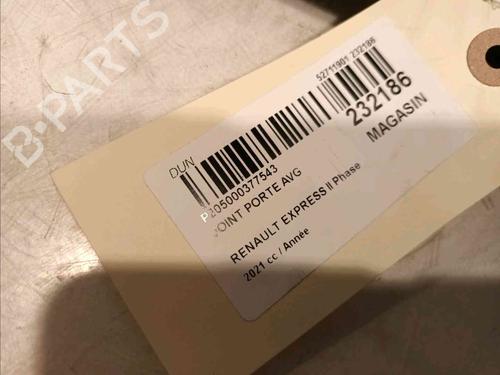 B-PARTS
52711901 232186
232186
MAGASIN
DUN
P205000377543
JOINT PORTE AVG
RENAULT EXPRESS II Phase
2021 cc / Année